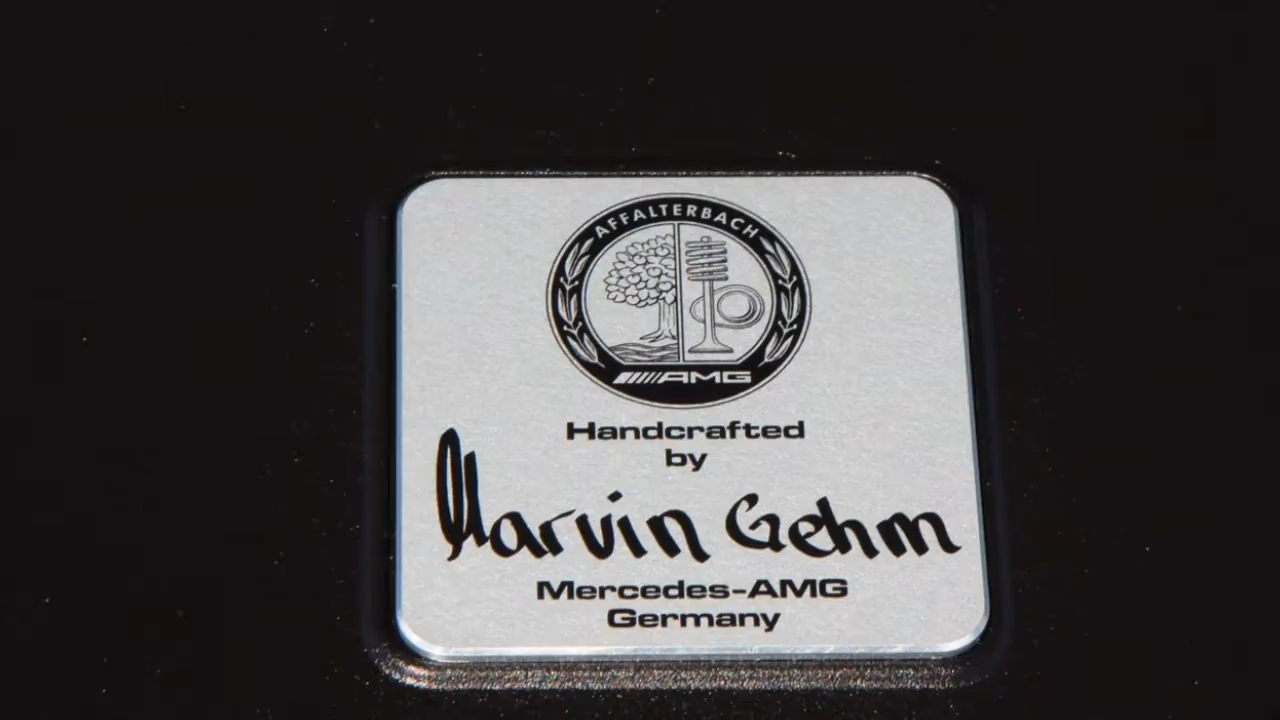 AFFALTERBACH
AMG
Handcrafted
by
Marvin Gehm
Mercedes-AMG
Germany